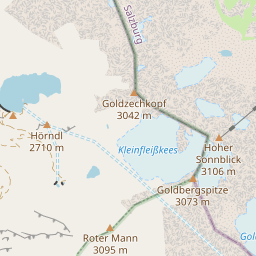 Salzburg
Goldzechkopf
3042 m
Hörndl
2710 m
Kleinfleißkees
Hoher
Sonnblick
3106 m
Goldbergspitze
3073 m
Roter Mann
3095 m